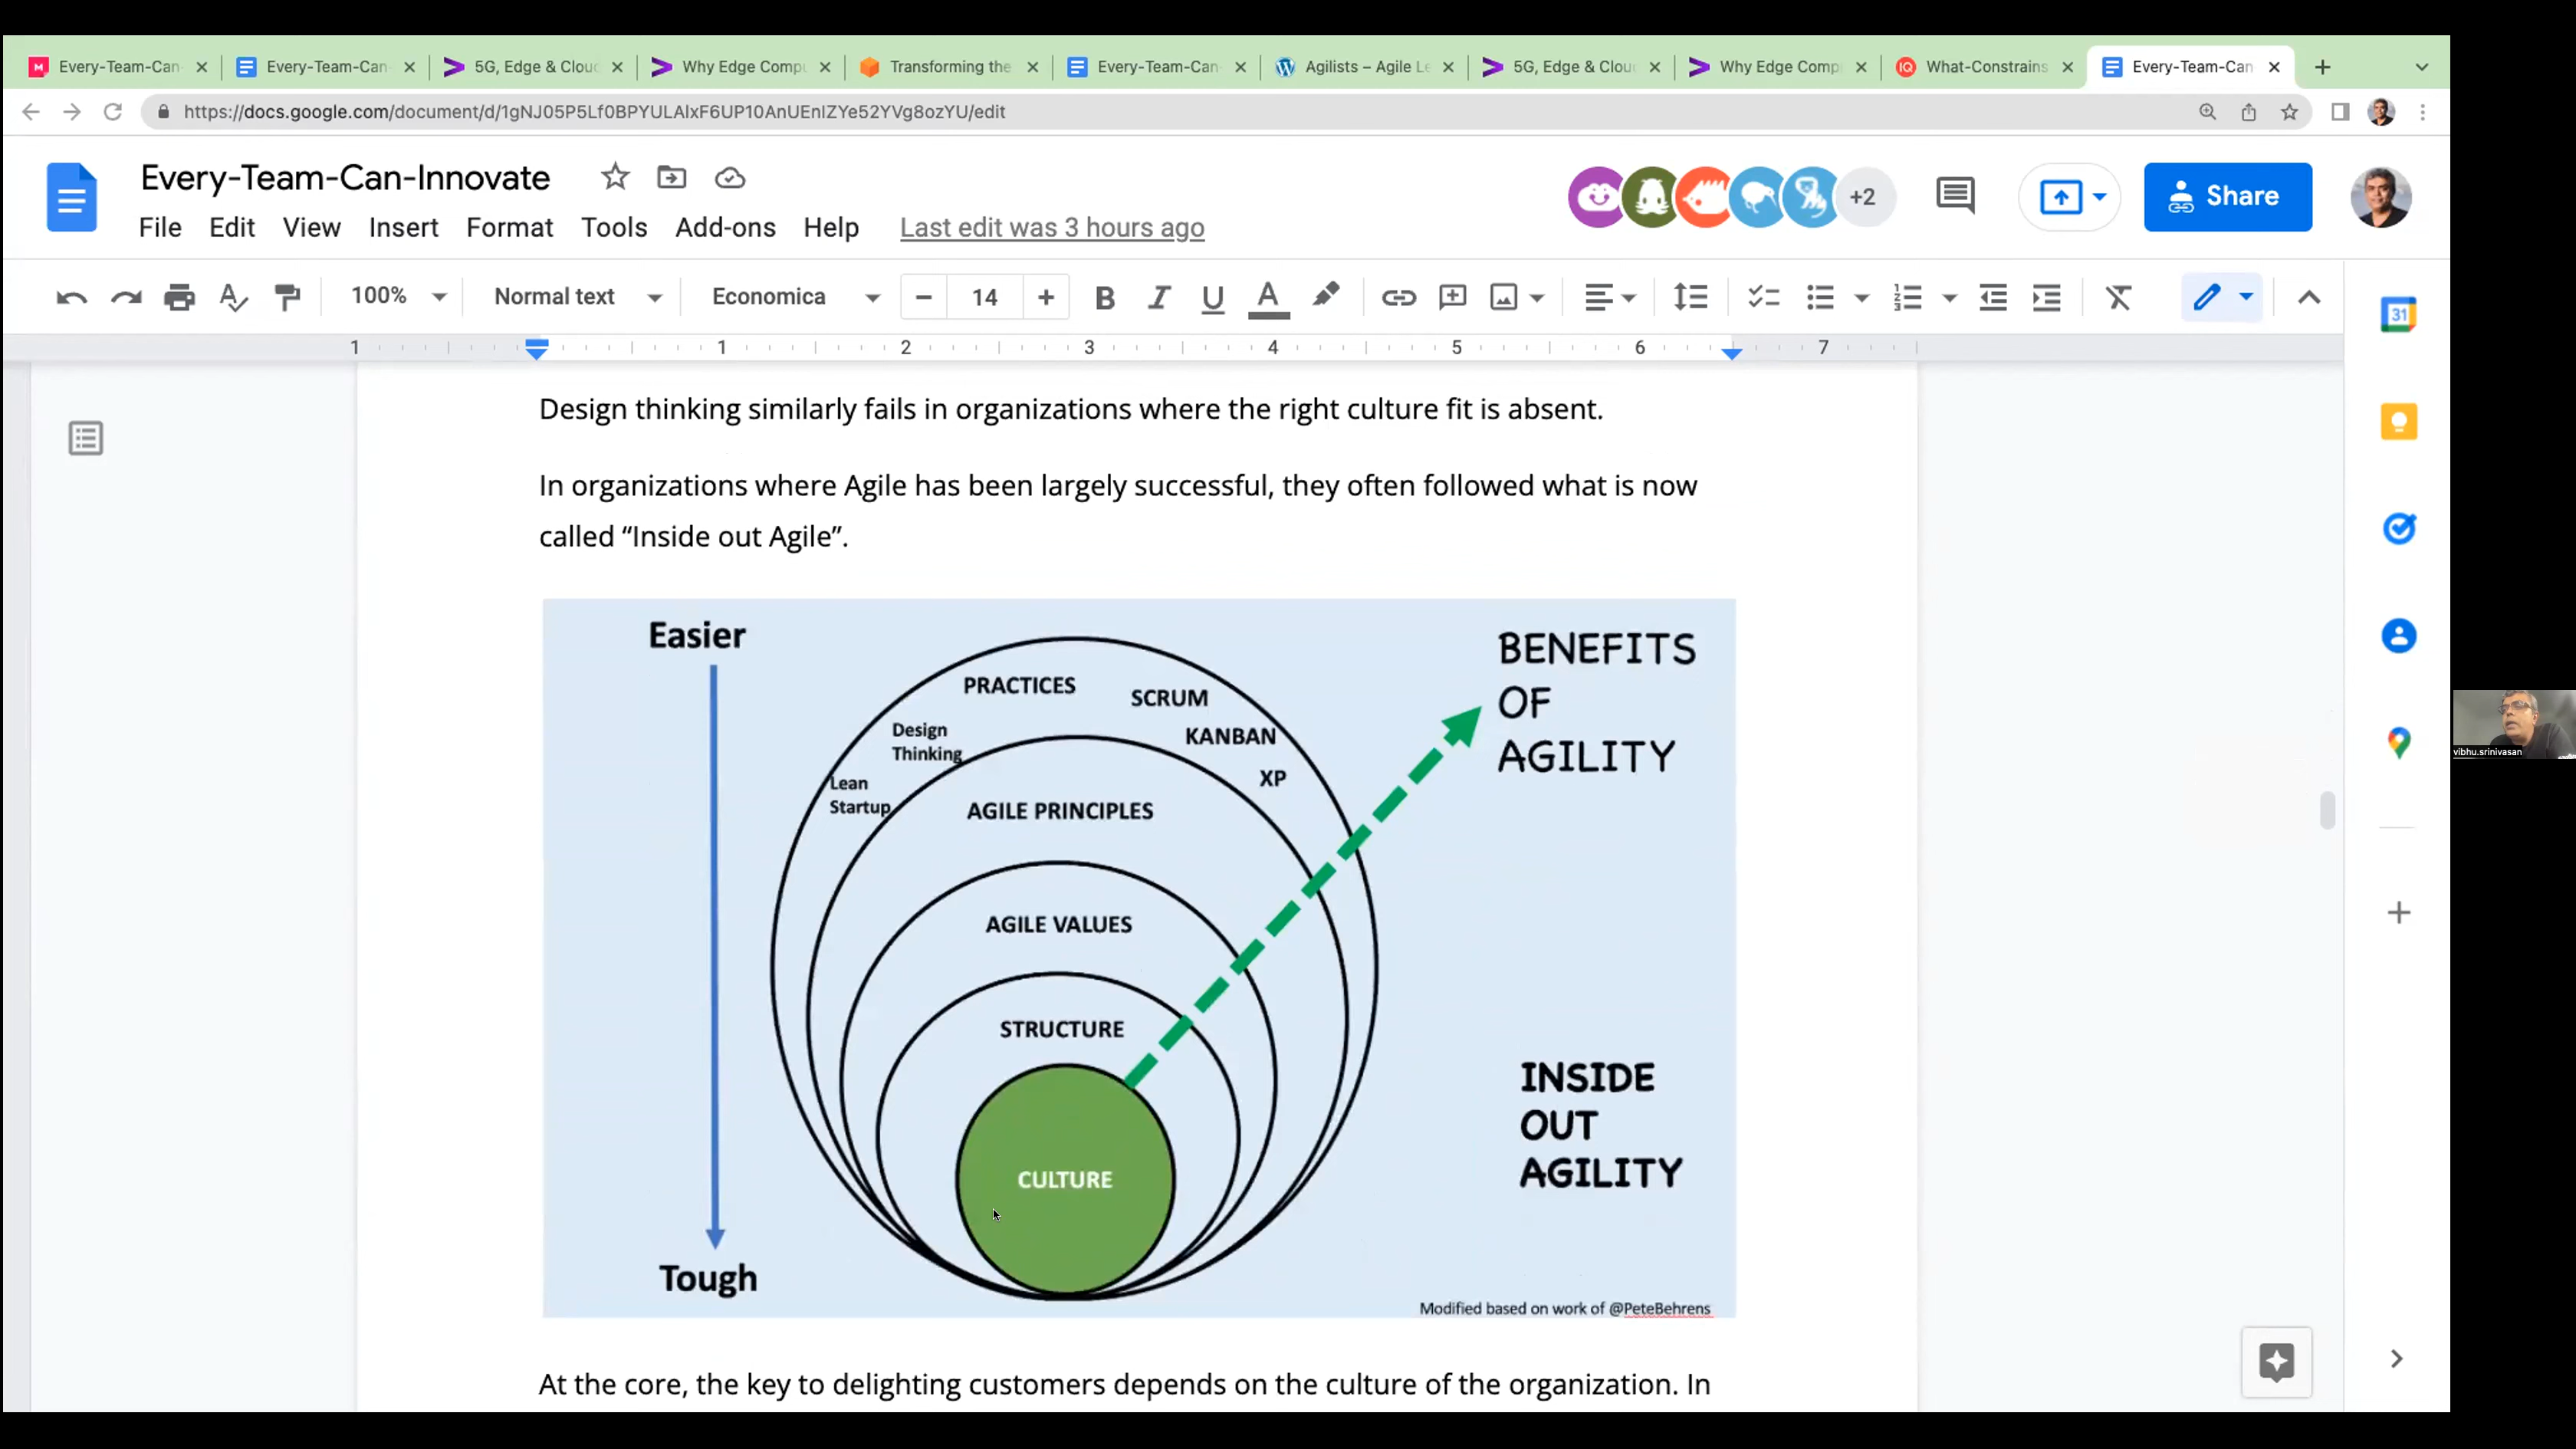 Every-Team-Can- Every-Team-Can- 5G, Edge & Clou Why Edge Comp Transforming the Every-Team-Can- Agilists – Agile Le 5G, Edge & Clou Why Edge Comp What-Constrains Every-Team-Can
https://docs.google.com/document/d/1gNJ05P5Lf0BPYULAIxF6UP10AnUEnIZYe52YVg8ozYU/edit
Every-Team-Can-Innovate
+2
Share
File Edit View Insert Format Tools Add-ons Help Last edit was 3 hours ago
100% Normal text Economica 14
1 1 2 3 4 5 6 7
31
Design thinking similarly fails in organizations where the right culture fit is absent.
In organizations where Agile has been largely successful, they often followed what is now
called “Inside out Agile”.
Easier
PRACTICES
SCRUM
Design
Thinking
KANBAN
Lean
Startup
XP
AGILE PRINCIPLES
BENEFITS
OF
AGILITY
AGILE VALUES
STRUCTURE
CULTURE
INSIDE
OUT
AGILITY
Tough
Modified based on work of @PeteBehrens
At the core, the key to delighting customers depends on the culture of the organization. In
vibhu.srinivasan